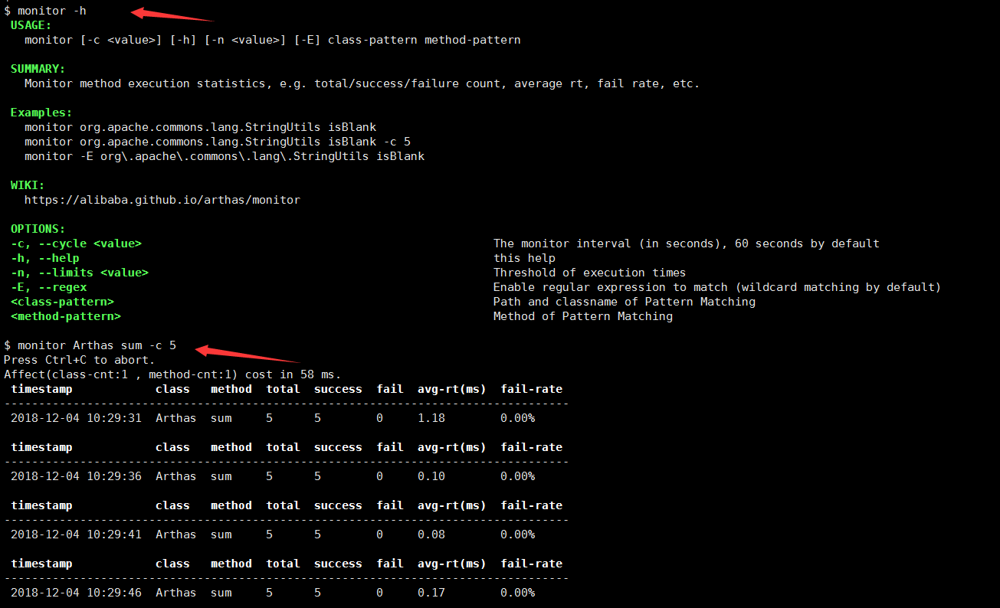 $ monitor -h
USAGE:
monitor [-c <value>] [-h] [-n <value>] [-E] class-pattern method-pattern
SUMMARY:
Monitor method execution statistics, e.g. total/success/failure count, average rt, fail rate, etc.
Examples:
monitor org.apache.commons.lang.StringUtils isBlank
monitor org.apache.commons.lang.StringUtils isBlank -c 5
monitor -E org\.apache\.commons\.lang\.StringUtils isBlank
WIKI:
https://alibaba.github.io/arthas/monitor
OPTIONS:
-c, --cycle <value> The monitor interval (in seconds), 60 seconds by default
-h, --help this help
-n, --limits <value> Threshold of execution times
-E, --regex Enable regular expression to match (wildcard matching by default)
<class-pattern> Path and classname of Pattern Matching
<method-pattern> Method of Pattern Matching
$ monitor Arthas sum -c 5
Press Ctrl+C to abort.
Affect(class-cnt:1 , method-cnt:1) cost in 58 ms.
timestamp class method total success fail avg-rt(ms) fail-rate
----------------------------------------------------------------------------------
2018-12-04 10:29:31 Arthas sum 5 5 0 1.18 0.00%
timestamp class method total success fail avg-rt(ms) fail-rate
----------------------------------------------------------------------------------
2018-12-04 10:29:36 Arthas sum 5 5 0 0.10 0.00%
timestamp class method total success fail avg-rt(ms) fail-rate
----------------------------------------------------------------------------------
2018-12-04 10:29:41 Arthas sum 5 5 0 0.08 0.00%
timestamp class method total success fail avg-rt(ms) fail-rate
----------------------------------------------------------------------------------
2018-12-04 10:29:46 Arthas sum 5 5 0 0.17 0.00%